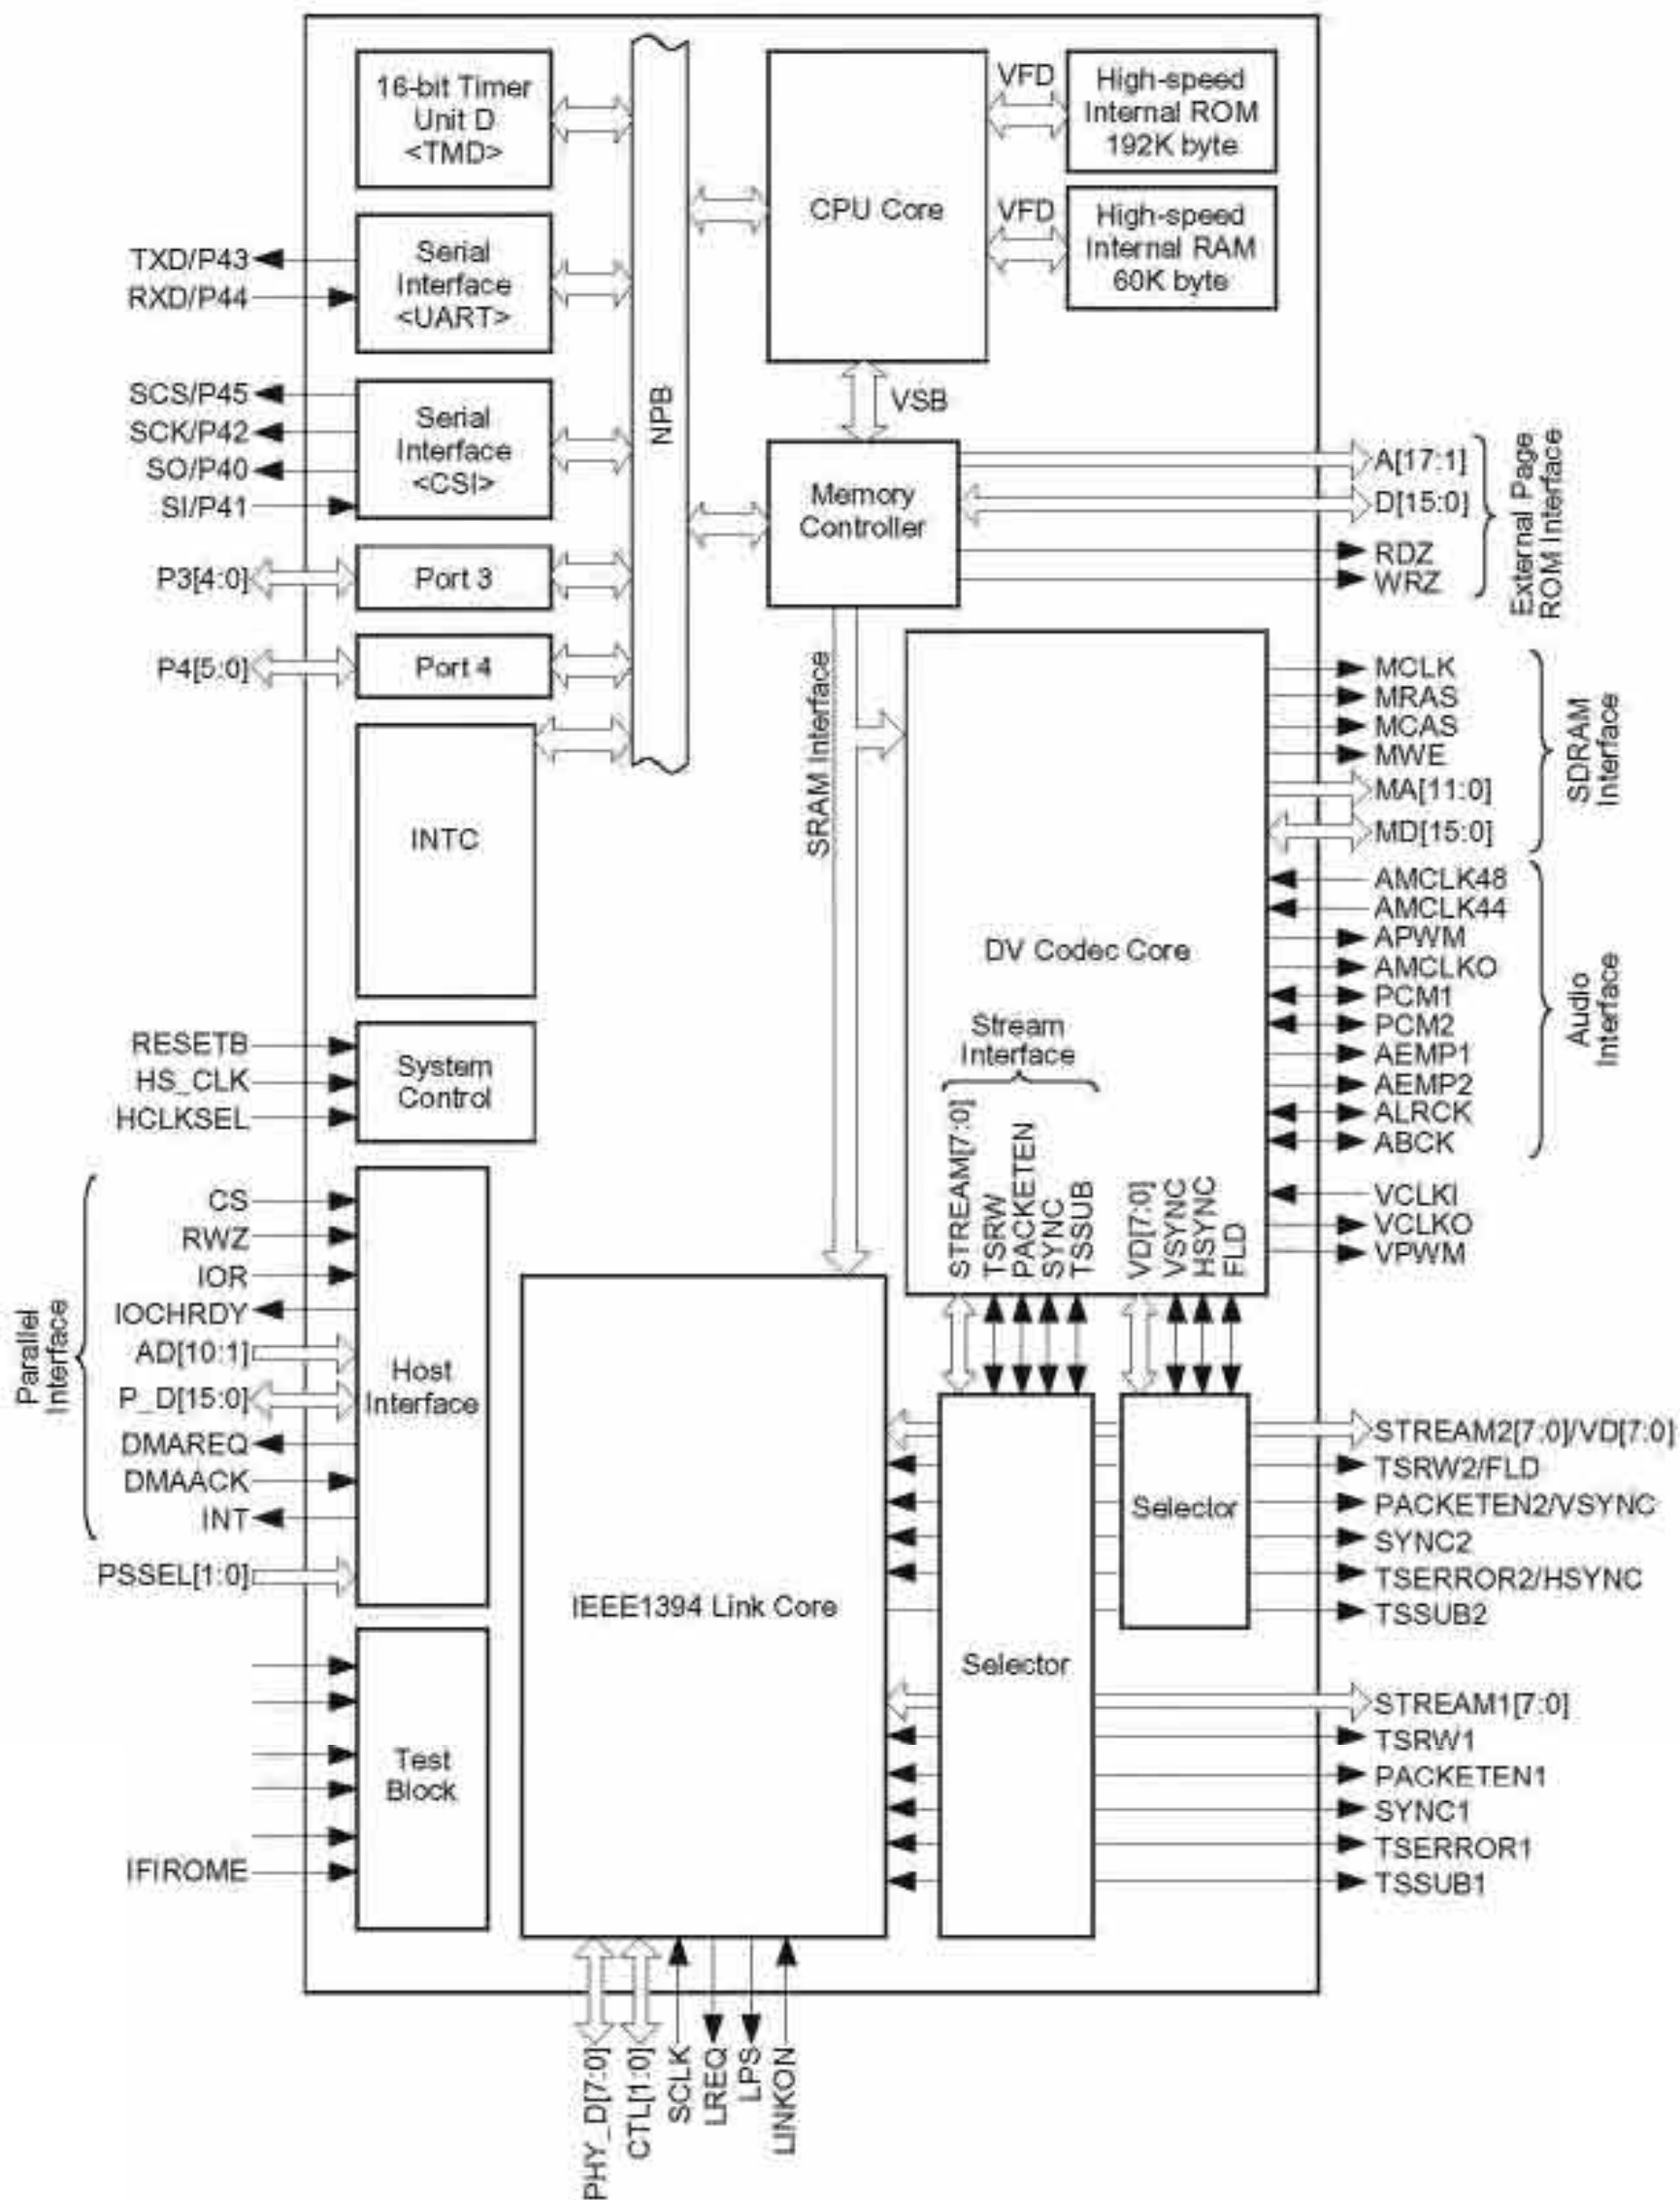 16-bit Timer
Unit D
<TMD>
Serial
Interface
<UART>
TXD/P43
RXD/P44
Serial
Interface
<CSI>
SCS/P45
SCK/P42
SO/P40
SI/P41
P3[4:0]
Port 3
P4[5:0]
Port 4
INTC
NPB
CPU Core
VFD
High-speed
Internal ROM
192K byte
VFD
High-speed
Internal RAM
60K byte
VSB
Memory
Controller
A[17:1]
D[15:0]
RDZ
WRZ
External Page
ROM Interface
SRAM Interface
DV Codec Core
MCLK
MRAS
MCAS
MWE
MA[11:0]
MD[15:0]
SDRAM
Interface
AMCLK48
AMCLK44
APWM
AMCLKO
PCM1
PCM2
AEMP1
AEMP2
ALRCK
ABCK
Audio
Interface
VCLKI
VCLKO
VPWM
Stream
Interface
STREAM[7:0]
TSRW
PACKETEN
SYNC
TSSUB
VD[7:0]
VSYNC
HSYNC
FLD
RESETB
HS_CLK
HCLKSEL
System
Control
Parallel
Interface
CS
RWZ
IOR
IOCHRDY
AD[10:1]
P_D[15:0]
DMAREQ
DMAACK
INT
PSSEL[1:0]
Host
Interface
Test
Block
IFIROME
IEEE1394 Link Core
Selector
Selector
STREAM2[7:0]/VD[7:0]
TSRW2/FLD
PACKETEN2/VSYNC
SYNC2
TSERROR2/HSYNC
TSSUB2
STREAM1[7:0]
TSRW1
PACKETEN1
SYNC1
TSERROR1
TSSUB1
PHY_D[7:0]
CTL[1:0]
SCLK
LREQ
LPS
LINKON